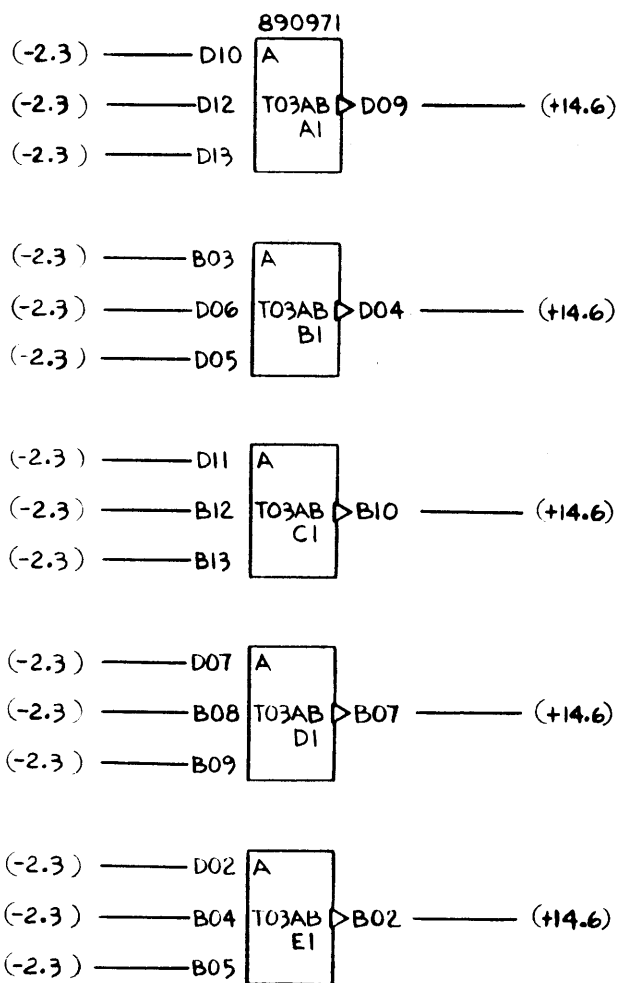 890971
(-2.3) D10 A
(-2.3) D12 T03AB D09 (+14.6)
A1
(-2.3) D13
(-2.3) B03 A
(-2.3) D06 T03AB D04 (+14.6)
B1
(-2.3) D05
(-2.3) D11 A
(-2.3) B12 T03AB B10 (+14.6)
C1
(-2.3) B13
(-2.3) D07 A
(-2.3) B08 T03AB B07 (+14.6)
D1
(-2.3) B09
(-2.3) D02 A
(-2.3) B04 T03AB B02 (+14.6)
E1
(-2.3) B05